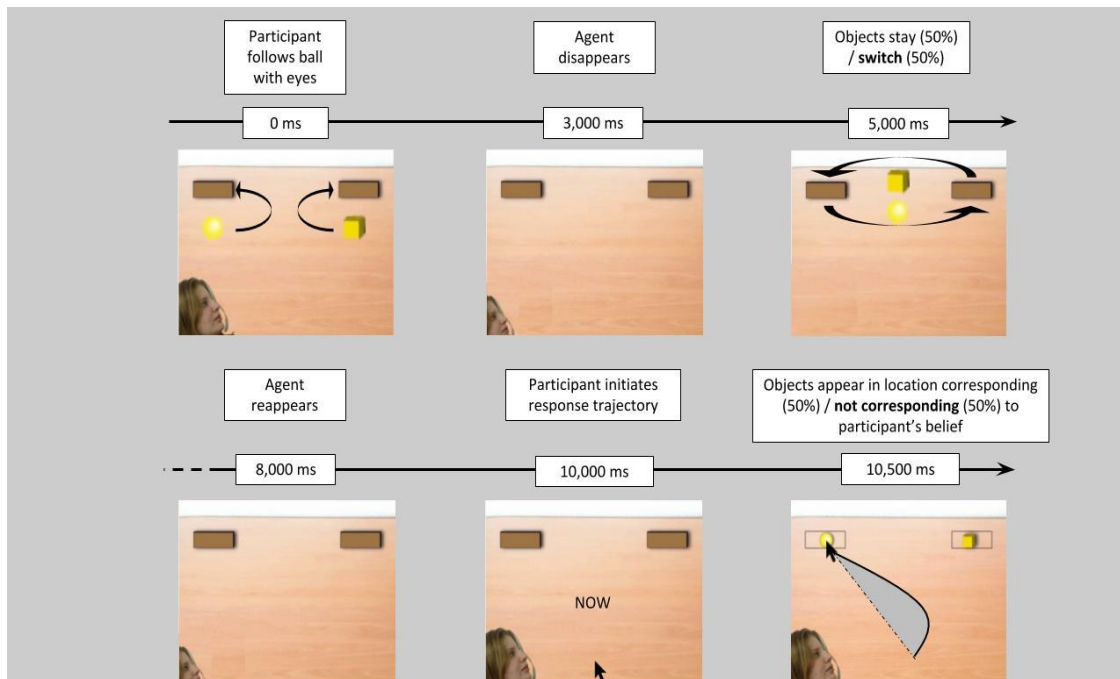 Participant
follows ball
with eyes
Agent
disappears
Objects stay (50%)
/ switch (50%)
0 ms
3,000 ms
5,000 ms
Agent
reappears
Participant initiates
response trajectory
Objects appear in location corresponding
(50%) / not corresponding (50%) to
participant’s belief
8,000 ms
10,000 ms
10,500 ms
NOW